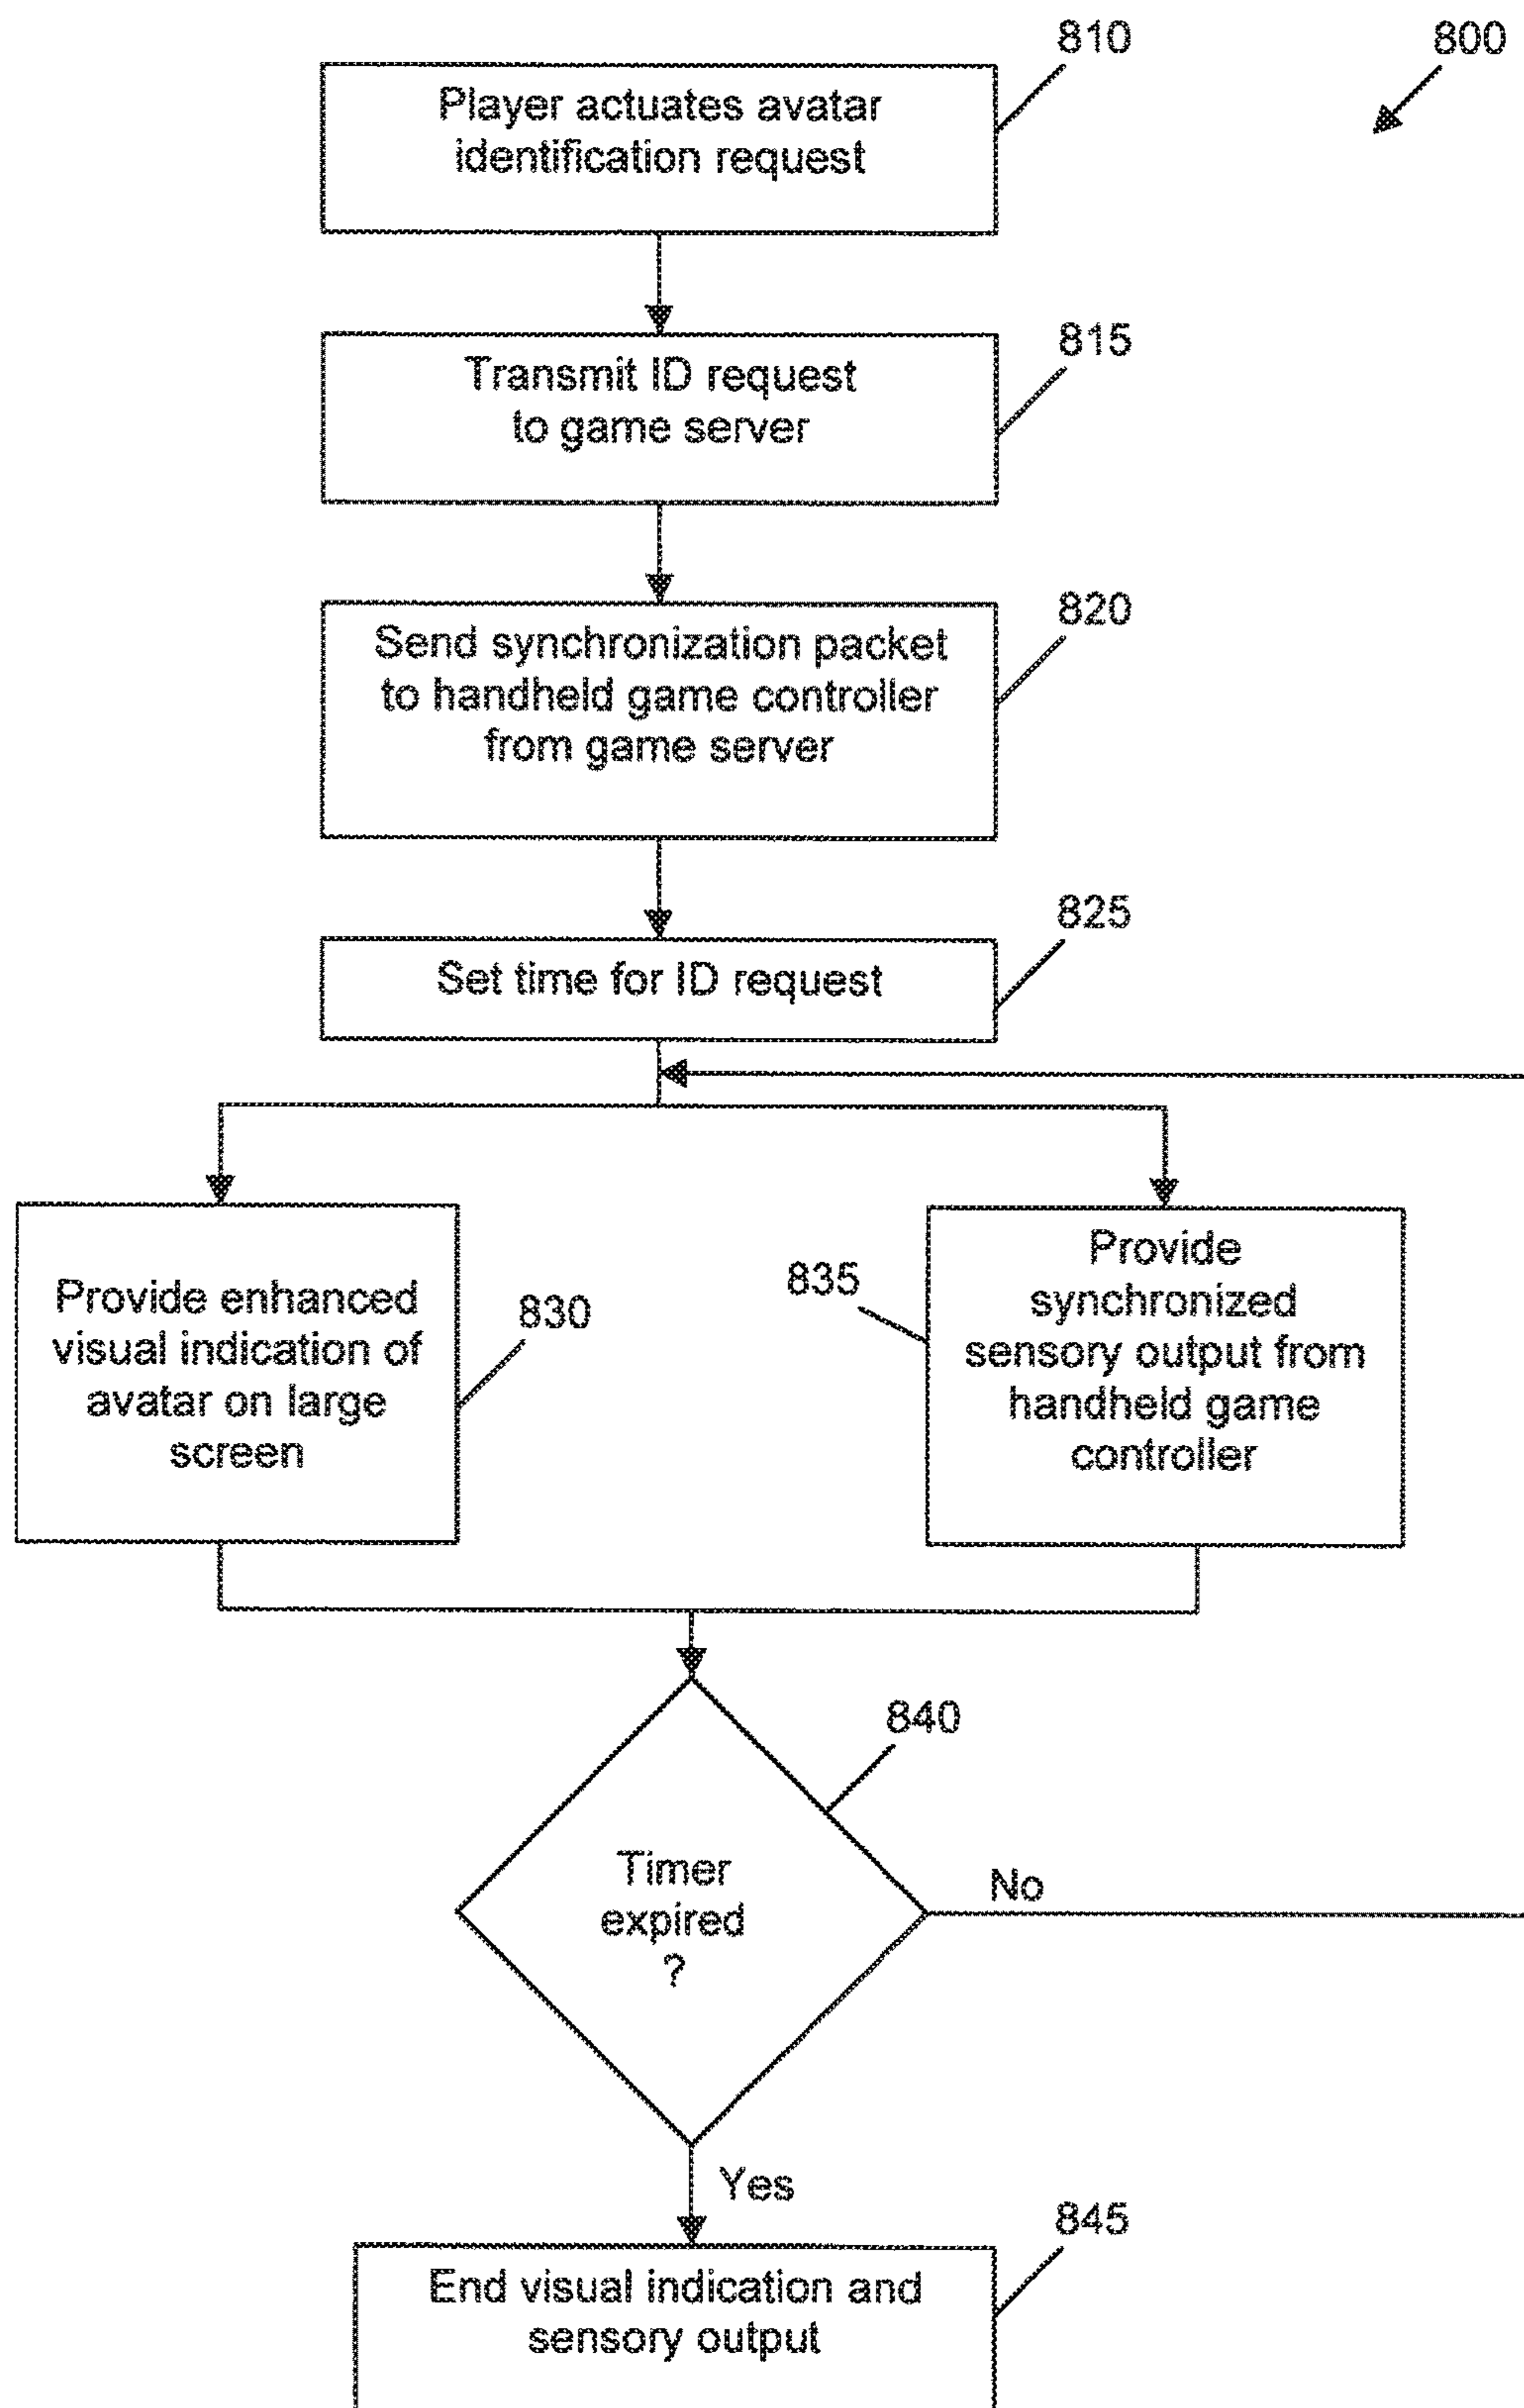 810
800
Player actuates avatar
identification request
815
Transmit ID request
to game server
820
Send synchronization packet
to handheld game controller
from game server
825
Set time for ID request
Provide enhanced
visual indication of
avatar on large
screen
830
835
Provide
synchronized
sensory output from
handheld game
controller
840
Timer
expired
?
No
Yes
845
End visual indication and
sensory output